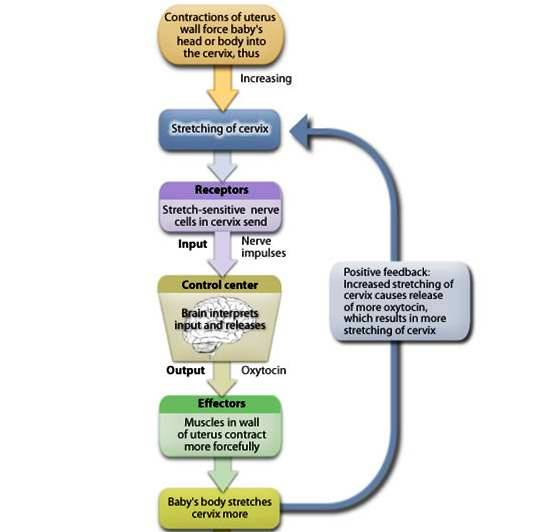 Contractions of uterus
wall force baby's
head or body into
the cervix, thus
Increasing
Stretching of cervix
Receptors
Stretch-sensitive nerve
cells in cervix send
Input
Nerve
impulses
Control center
Brain interprets
input and releases
Output
Oxytocin
Effectors
Muscles in wall
of uterus contract
more forcefully
Baby's body stretches
cervix more
Positive feedback:
Increased stretching of
cervix causes release
of more oxytocin,
which results in more
stretching of cervix